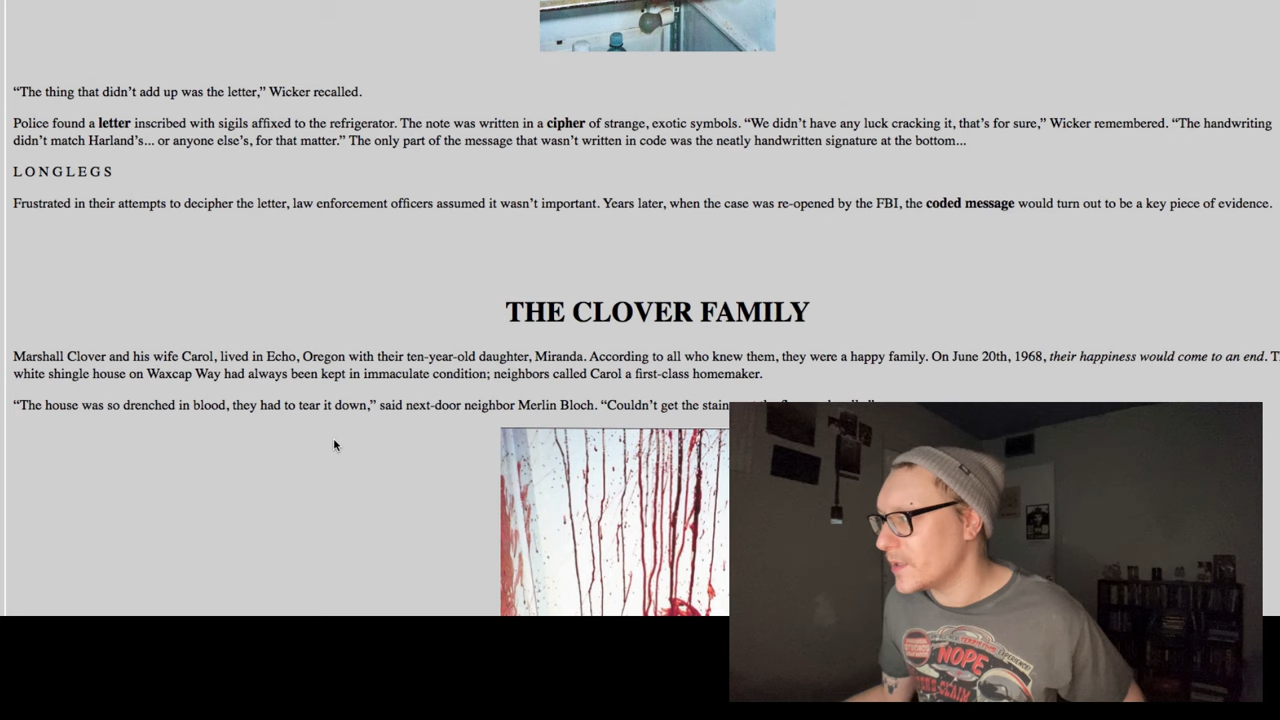 “The thing that didn’t add up was the letter,” Wicker recalled.
Police found a letter inscribed with sigils affixed to the refrigerator. The note was written in a cipher of strange, exotic symbols. “We didn’t have any luck cracking it, that’s for sure,” Wicker remembered. “The handwriting
didn’t match Harland’s... or anyone else’s, for that matter.” The only part of the message that wasn’t written in code was the neatly handwritten signature at the bottom...
L O N G L E G S
Frustrated in their attempts to decipher the letter, law enforcement officers assumed it wasn’t important. Years later, when the case was re-opened by the FBI, the coded message would turn out to be a key piece of evidence.
THE CLOVER FAMILY
Marshall Clover and his wife Carol, lived in Echo, Oregon with their ten-year-old daughter, Miranda. According to all who knew them, they were a happy family. On June 20th, 1968, their happiness would come to an end.
white shingle house on Waxcap Way had always been kept in immaculate condition; neighbors called Carol a first-class homemaker.
“The house was so drenched in blood, they had to tear it down,” said next-door neighbor Merlin Bloch. “Couldn’t get the
NOPE
CLAIM